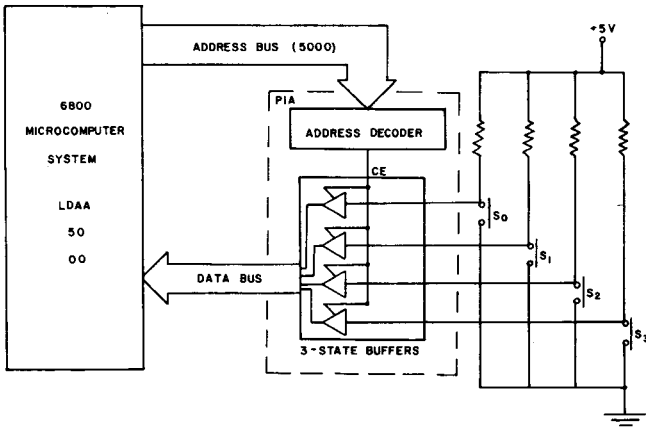 +5V
ADDRESS BUS (5000)
PIA
6800
MICROCOMPUTER
SYSTEM
LDAA
50
00
ADDRESS DECODER
CE
S0
S1
S2
S3
DATA BUS
3-STATE BUFFERS